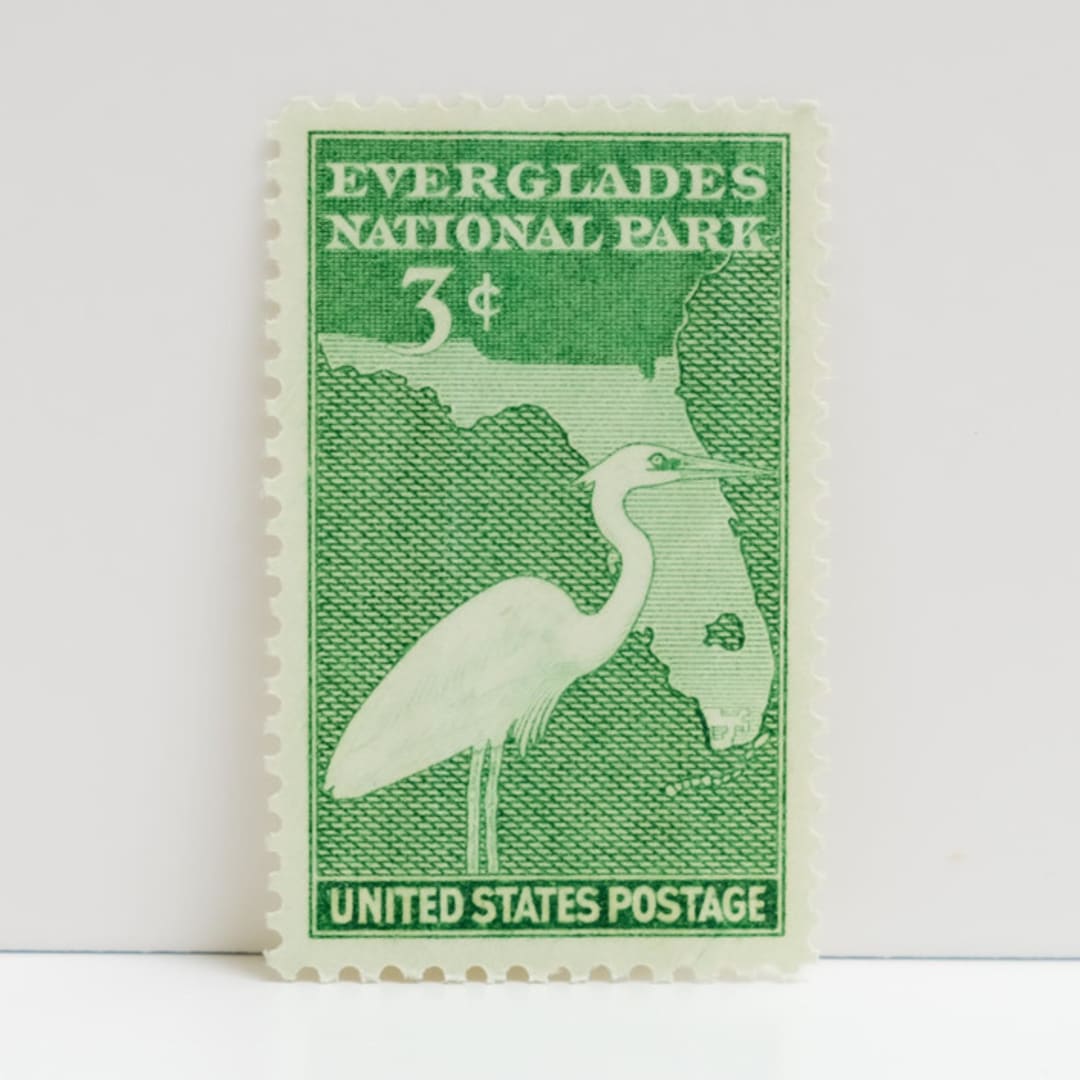 EVERGLADES
NATIONAL PARK
3¢
UNITED STATES POSTAGE